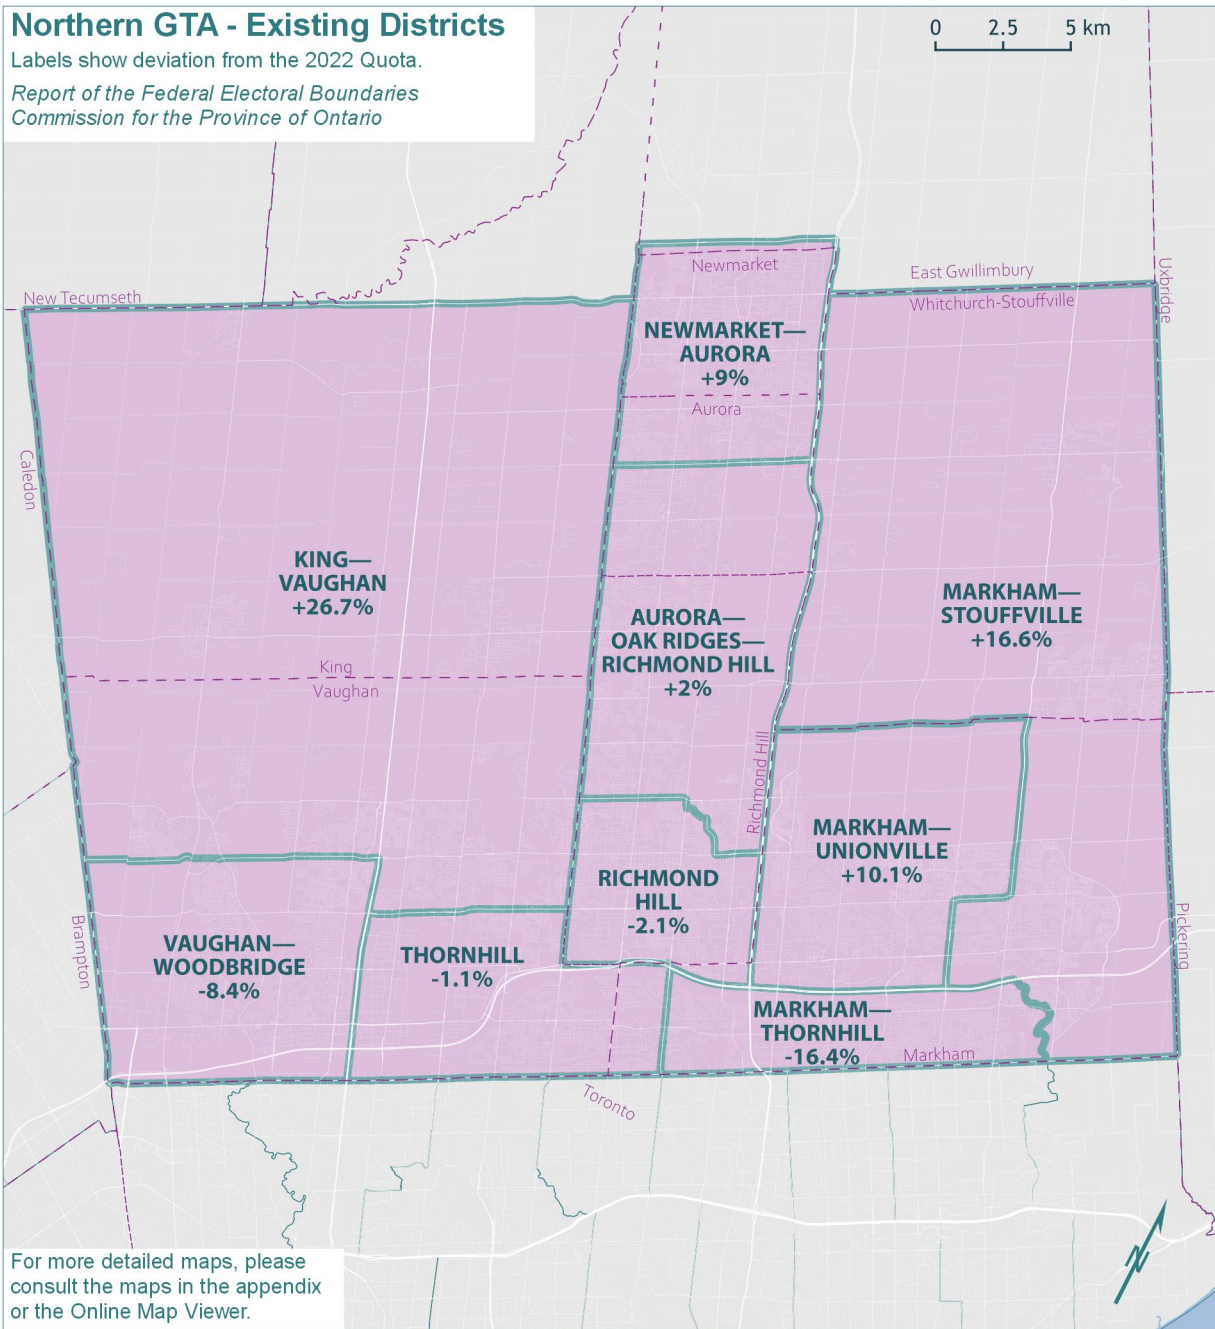 Northern GTA - Existing Districts
Labels show deviation from the 2022 Quota.
Report of the Federal Electoral Boundaries
Commission for the Province of Ontario
0 2.5 5 km
New Tecumseth
Newmarket
East Gwillimbury
Whitchurch-Stouffville
Uxbridge
NEWMARKET—
AURORA
+9%
Aurora
Caledon
KING—
VAUGHAN
+26.7%
MARKHAM—
STOUFFVILLE
+16.6%
AURORA—
OAK RIDGES—
RICHMOND HILL
+2%
King
Vaughan
Richmond Hill
MARKHAM—
UNIONVILLE
+10.1%
RICHMOND
HILL
-2.1%
Brampton
VAUGHAN—
WOODBRIDGE
-8.4%
THORNHILL
-1.1%
Pickering
MARKHAM—
THORNHILL
-16.4%
Markham
Toronto
N
For more detailed maps, please
consult the maps in the appendix
or the Online Map Viewer.